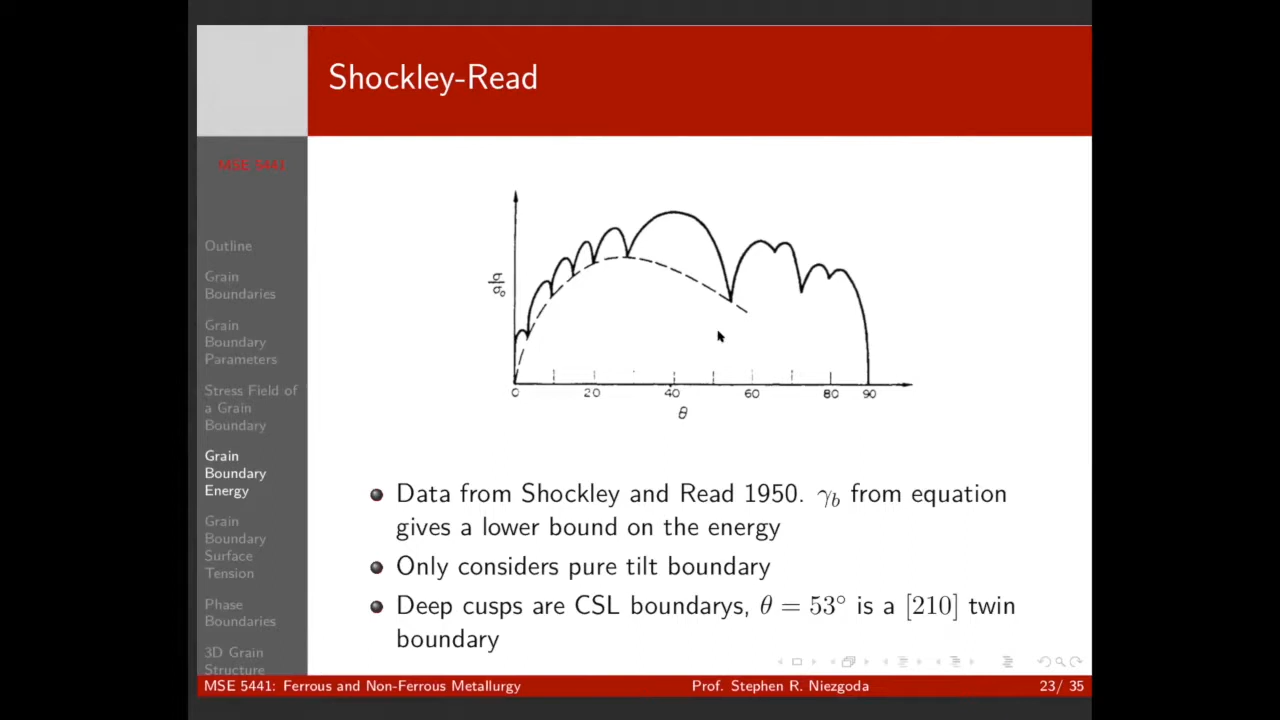 Shockley-Read
MSE 5441
Outline
Grain
Boundaries
Grain
Boundary
Parameters
Stress Field of
a Grain
Boundary
Grain
Boundary
Energy
Grain
Boundary
Surface
Tension
Phase
Boundaries
3D Grain
Structure
σ/σ₀
0 20 40 60 80 90
θ
Data from Shockley and Read 1950. γ_b from equation
gives a lower bound on the energy
Only considers pure tilt boundary
Deep cusps are CSL boundarys, θ = 53° is a [210] twin
boundary
MSE 5441: Ferrous and Non-Ferrous Metallurgy Prof. Stephen R. Niezgoda 23/ 35